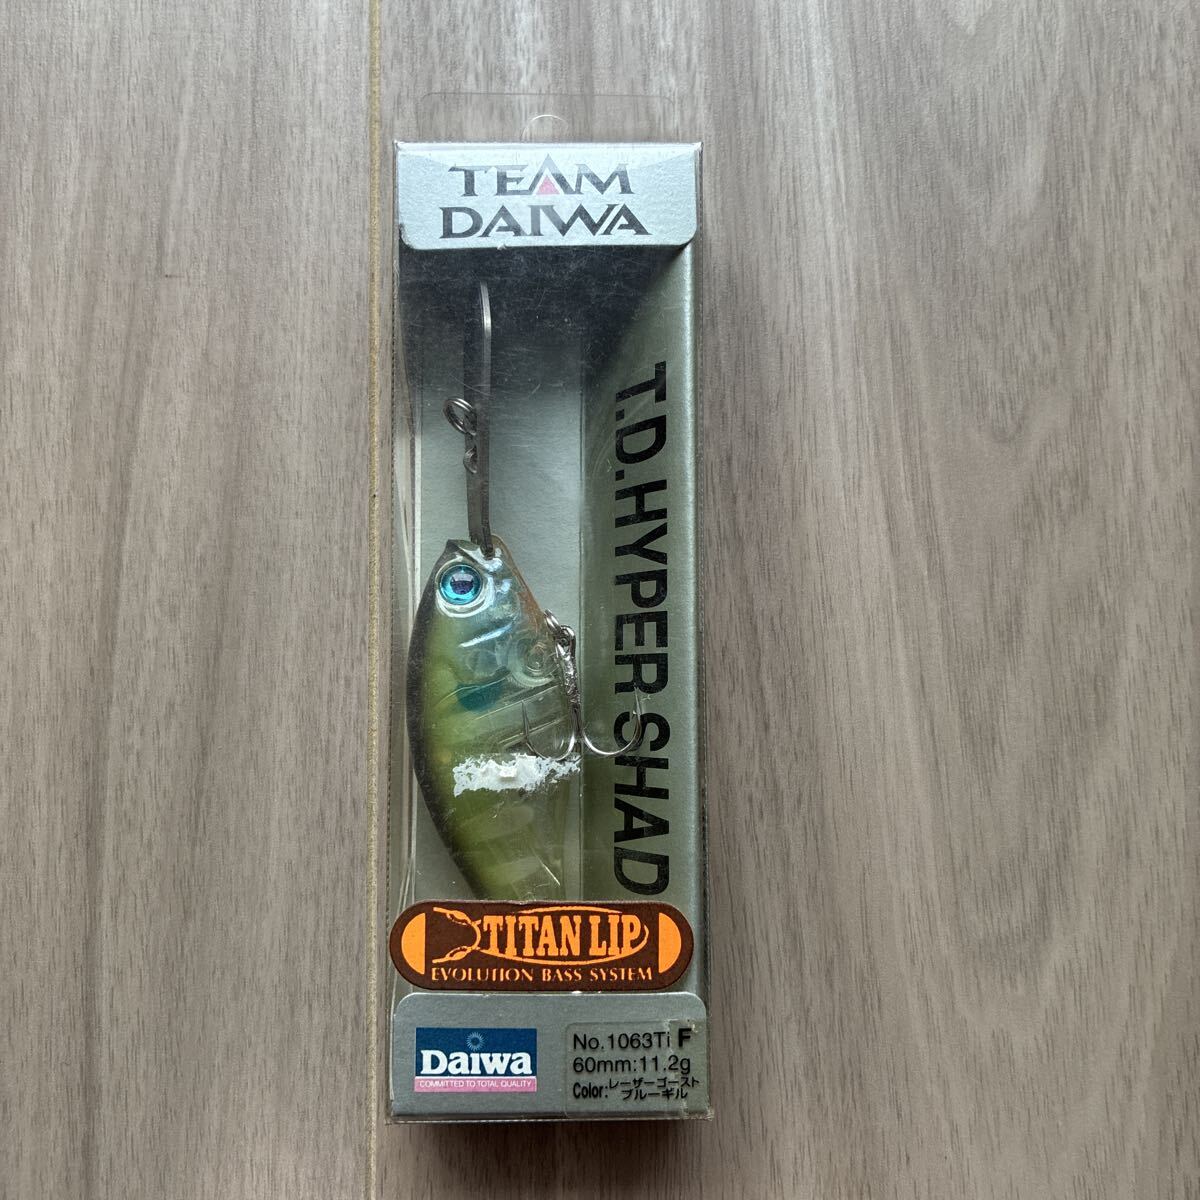 TEAM
DAIWA
T.D.HYPER SHAD
TITAN LIP
EVOLUTION BASS SYSTEM
Daiwa
COMMITTED TO TOTAL QUALITY
No.1063Ti F
60mm:11.2g
Color:レーザーゴースト
ブルーギル